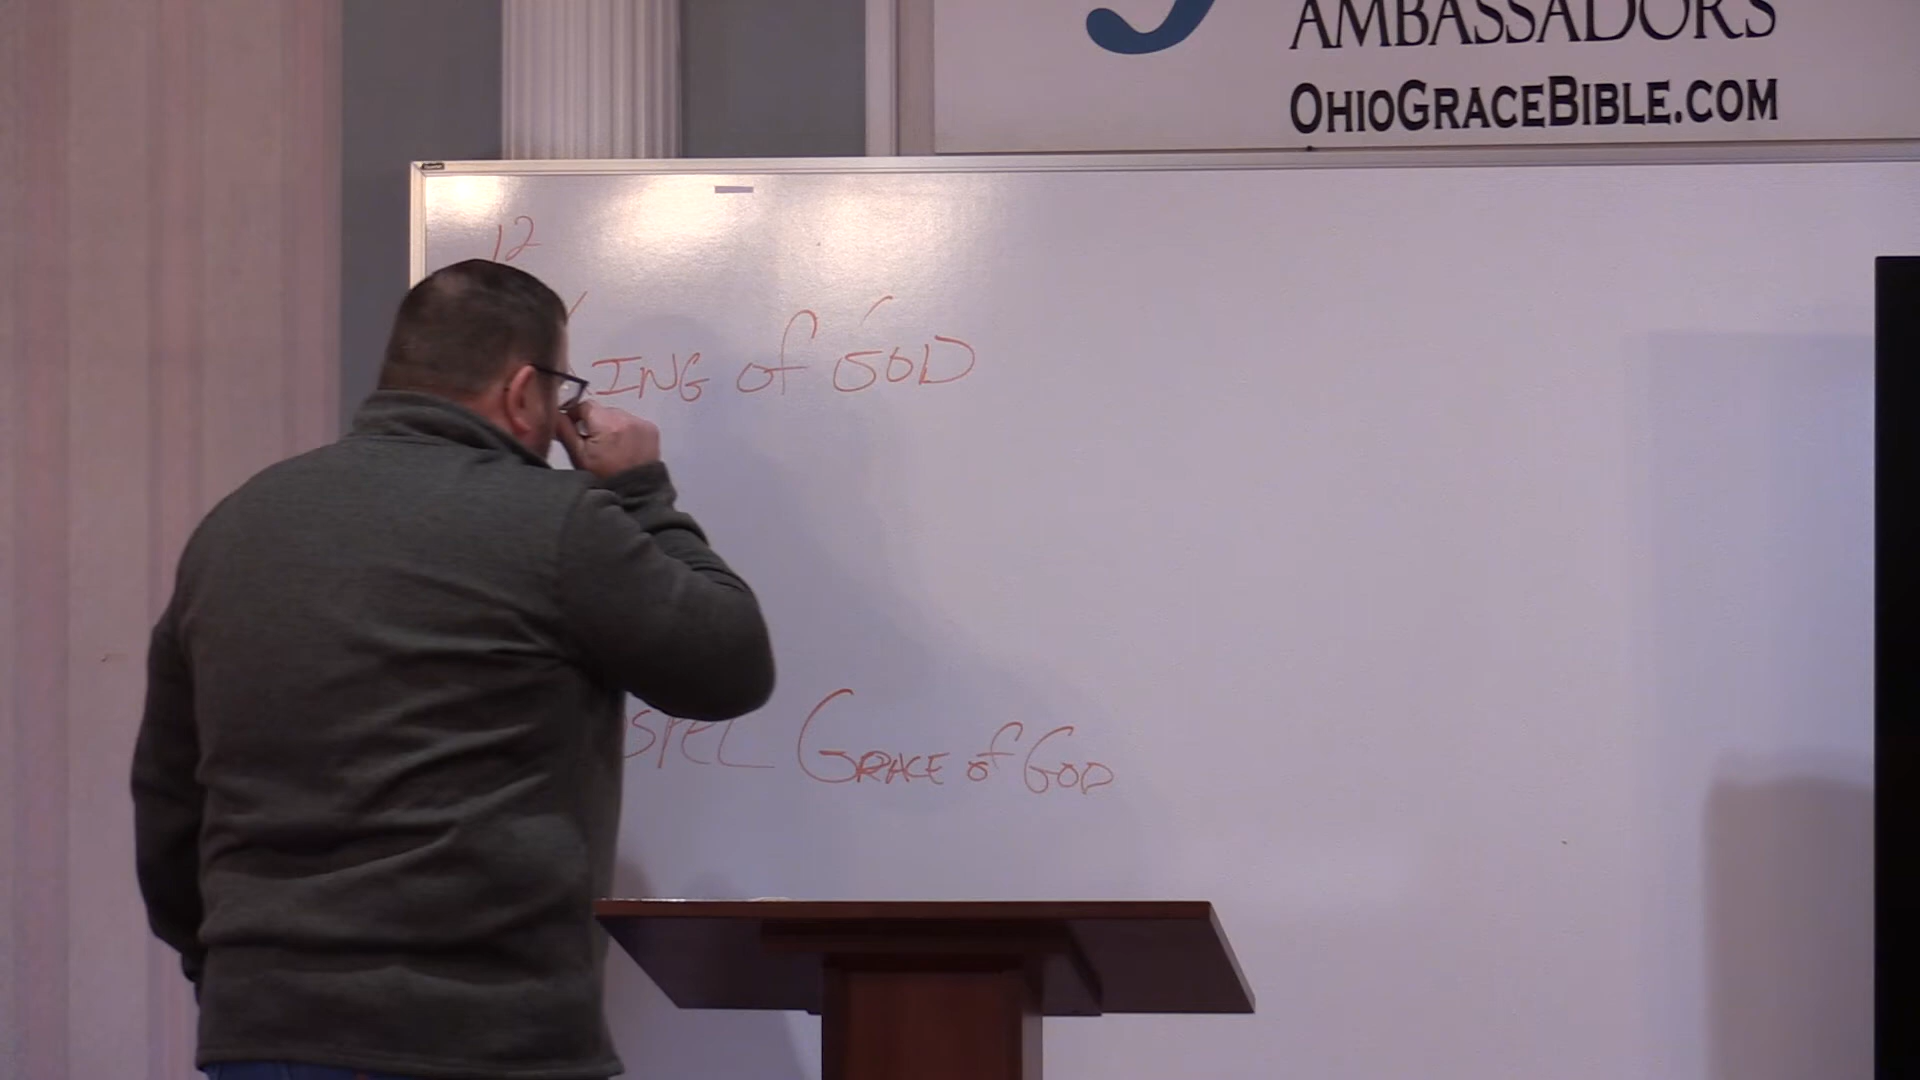 AMBASSADORS
OHIOGRACEBIBLE.COM
12
ING of GOD
SPEL GRACE of GOD